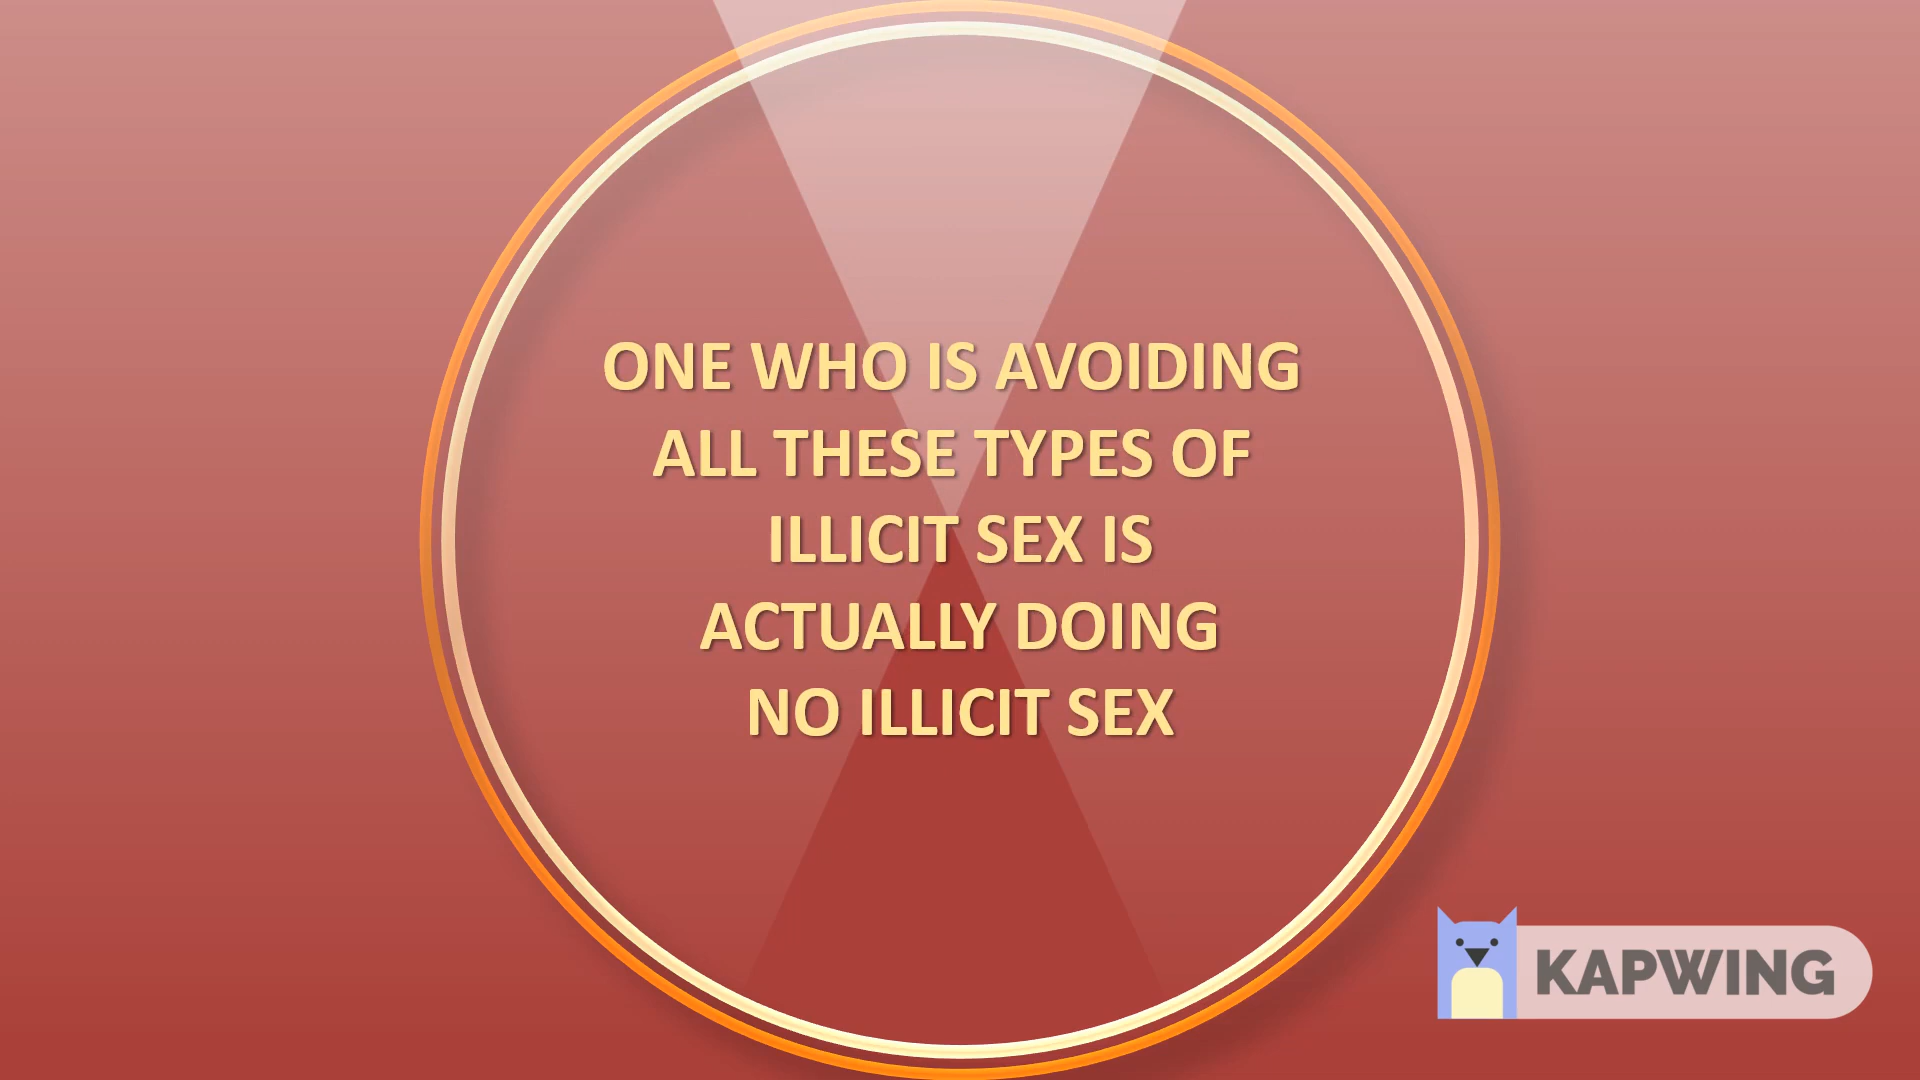 ONE WHO IS AVOIDING
ALL THESE TYPES OF
ILLICIT SEX IS
ACTUALLY DOING
NO ILLICIT SEX
KAPWING